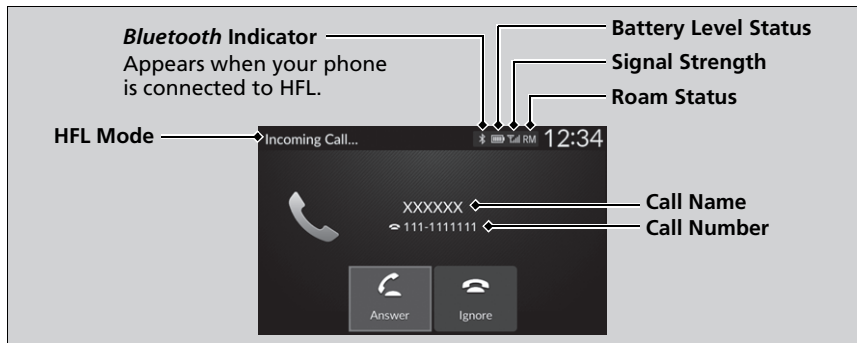 Bluetooth Indicator
Appears when your phone
is connected to HFL.
Battery Level Status
Signal Strength
Roam Status
HFL Mode
Incoming Call...
RM 12:34
XXXXXX
111-1111111
Call Name
Call Number
Answer
Ignore